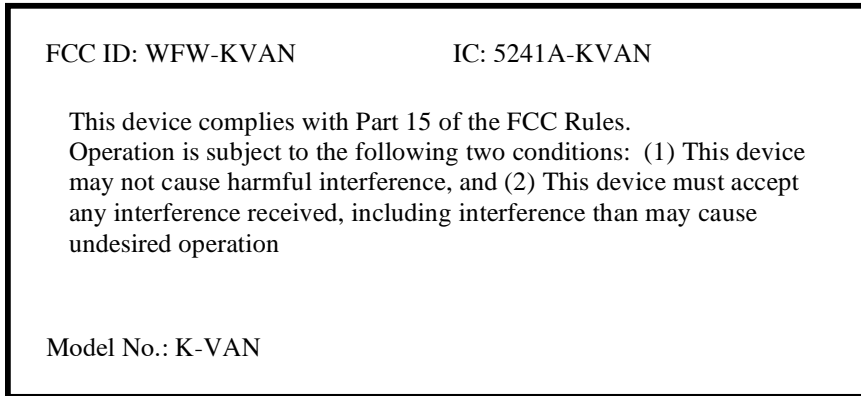 FCC ID: WFW-KVAN IC: 5241A-KVAN
This device complies with Part 15 of the FCC Rules.
Operation is subject to the following two conditions: (1) This device
may not cause harmful interference, and (2) This device must accept
any interference received, including interference than may cause
undesired operation
Model No.: K-VAN